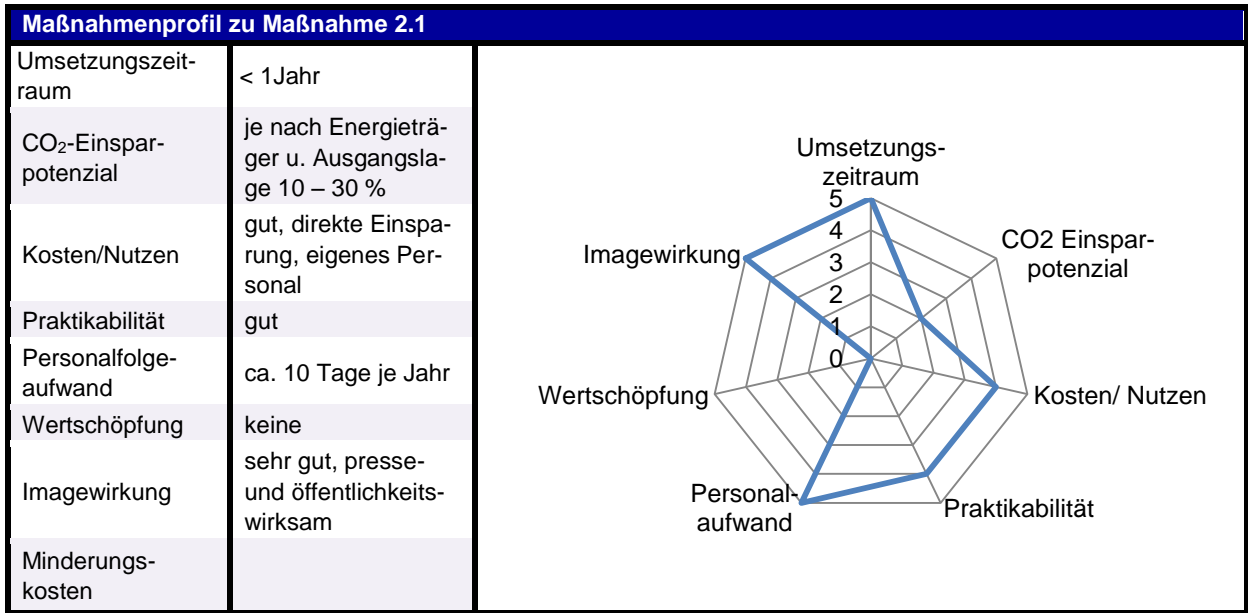 Maßnahmenprofil zu Maßnahme 2.1
Umsetzungszeit-
raum
< 1Jahr
CO₂-Einspar-
potenzial
je nach Energieträ-
ger u. Ausgangsla-
ge 10 – 30 %
Kosten/Nutzen
gut, direkte Einspa-
rung, eigenes Per-
sonal
Praktikabilität
gut
Personalfolge-
aufwand
ca. 10 Tage je Jahr
Wertschöpfung
keine
Imagewirkung
sehr gut, presse-
und öffentlichkeits-
wirksam
Minderungs-
kosten
Umsetzungs-
zeitraum
5
4
3
2
1
0
CO2 Einspar-
potenzial
Kosten/ Nutzen
Praktikabilität
Personal-
aufwand
Wertschöpfung
Imagewirkung